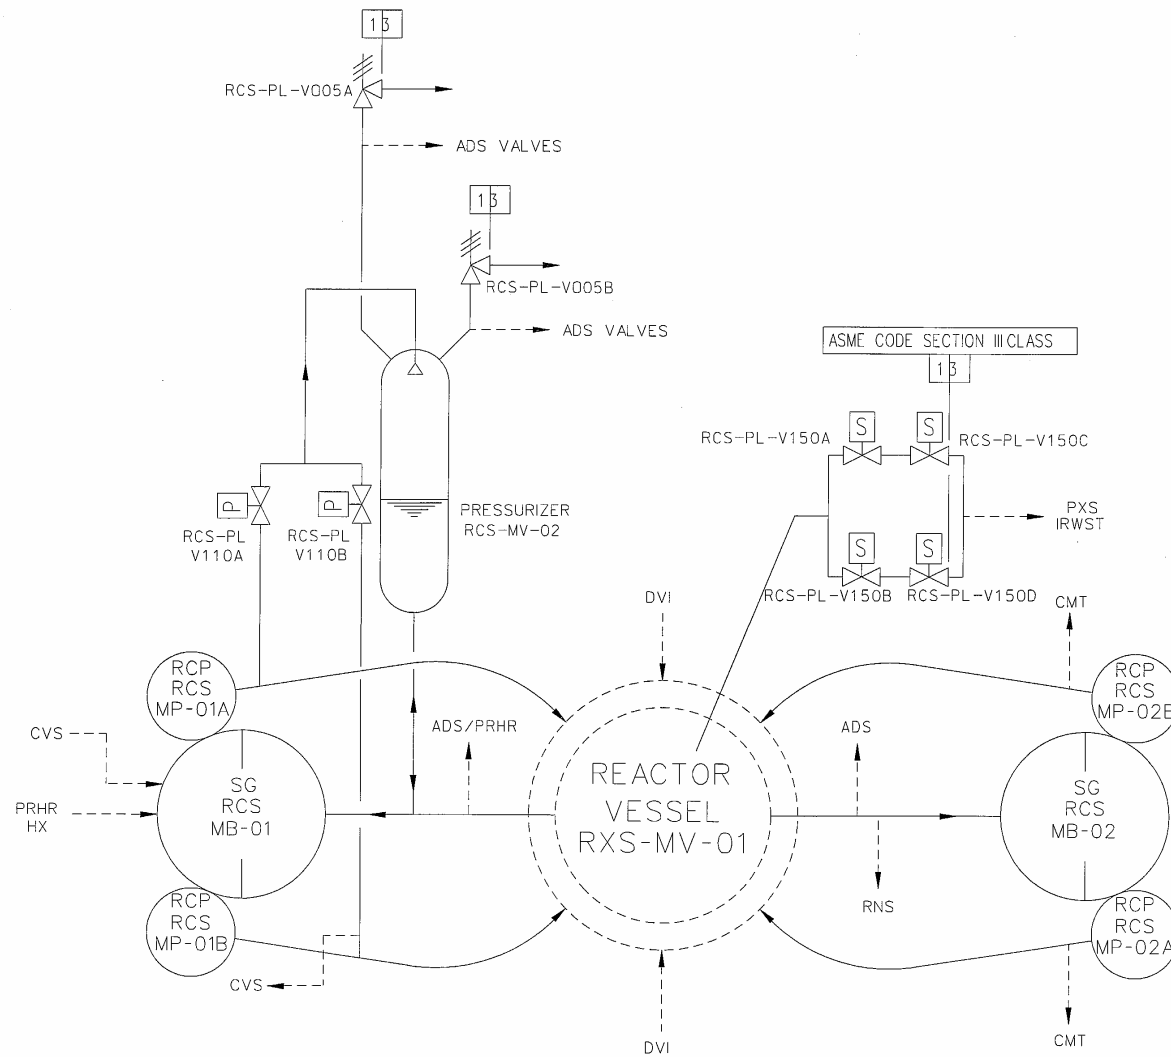 13
RCS-PL-V005A
ADS VALVES
13
RCS-PL-V005B
ADS VALVES
ASME CODE SECTION III CLASS
13
S
S
RCS-PL-V150A
RCS-PL-V150C
P
P
RCS-PL
V110A
RCS-PL
V110B
PRESSURIZER
RCS-MV-02
PXS
IRWST
S
S
RCS-PL-V150B
RCS-PL-V150D
DVI
CMT
RCP
RCS
MP-01A
RCP
RCS
MP-02B
CVS
ADS/PRHR
ADS
PRHR
HX
SG
RCS
MB-01
REACTOR
VESSEL
RXS-MV-01
SG
RCS
MB-02
RNS
RCP
RCS
MP-01B
RCP
RCS
MP-02A
CVS
DVI
CMT